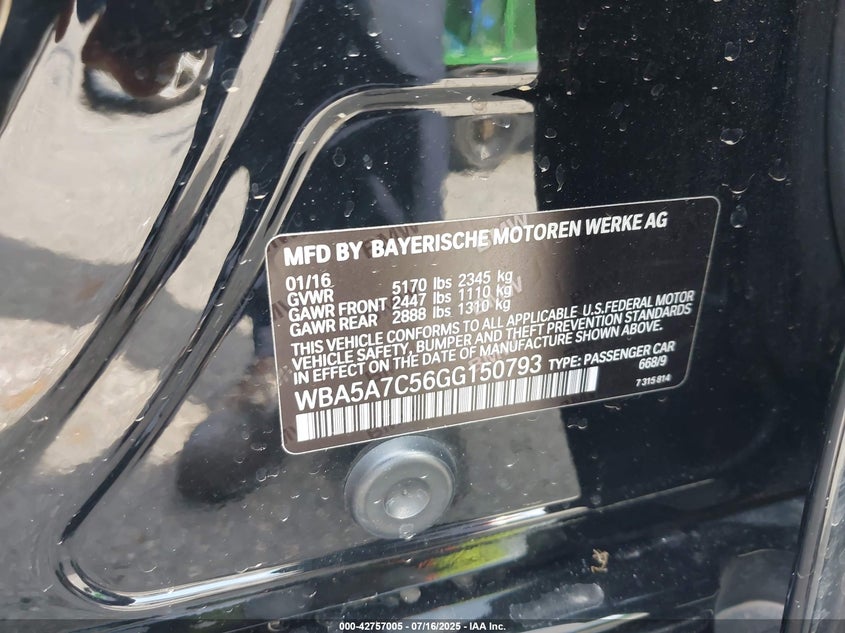 MFD BY BAYERISCHE MOTOREN WERKE AG
01/16
GVWR 5170 lbs 2345 kg
GAWR FRONT 2447 lbs 1110 kg
GAWR REAR 2888 lbs 1310 kg
THIS VEHICLE CONFORMS TO ALL APPLICABLE U.S.FEDERAL MOTOR
VEHICLE SAFETY, BUMPER AND THEFT PREVENTION STANDARDS
IN EFFECT ON THE DATE OF MANUFACTURE SHOWN ABOVE.
WBA5A7C56GG150793 TYPE: PASSENGER CAR
668/9
7 315 814
000-42757005 - 07/16/2025 - IAA Inc.